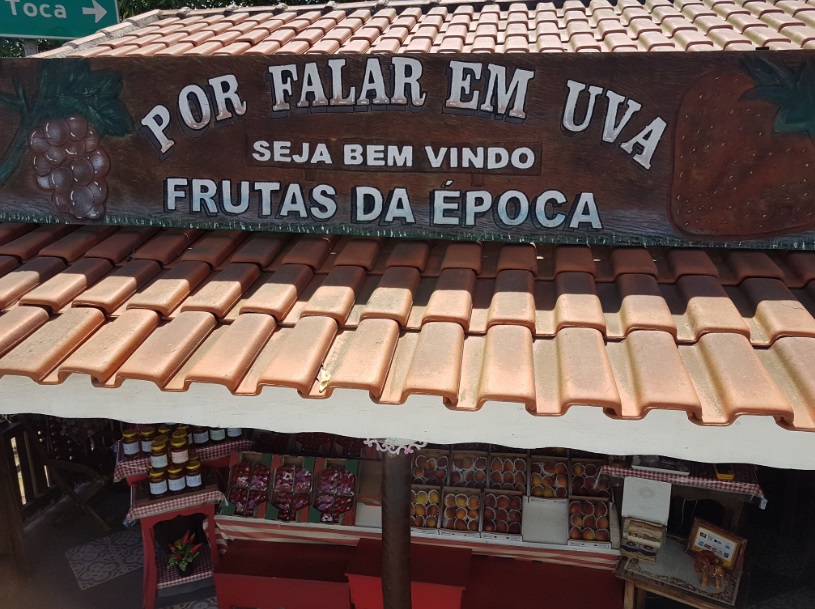 Toca
POR FALAR EM UVA
SEJA BEM VINDO
FRUTAS DA ÉPOCA